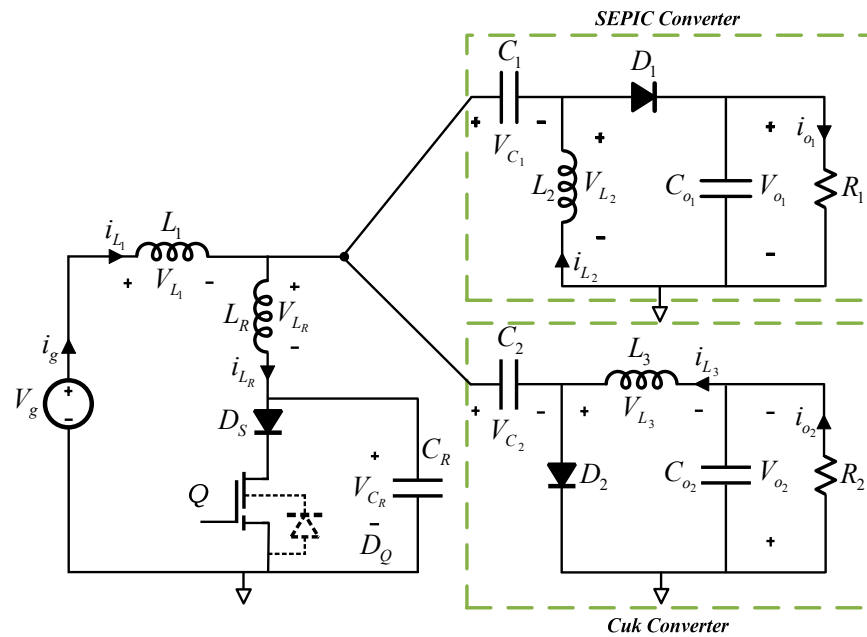 SEPIC Converter
C1
D1
+ - + + io1
VC1
L2 VL2 Co1 Vo1 R1
- -
iL2
iL1 L1
+ VL1 -
+
LR VLR
-
ig
iLR
Vg
+
-
DS
+ CR
Q VCR
-
DQ
C2 L3 iL3
+ - + - - io2
VC2 VL3
D2 Co2 Vo2 R2
+
Cuk Converter